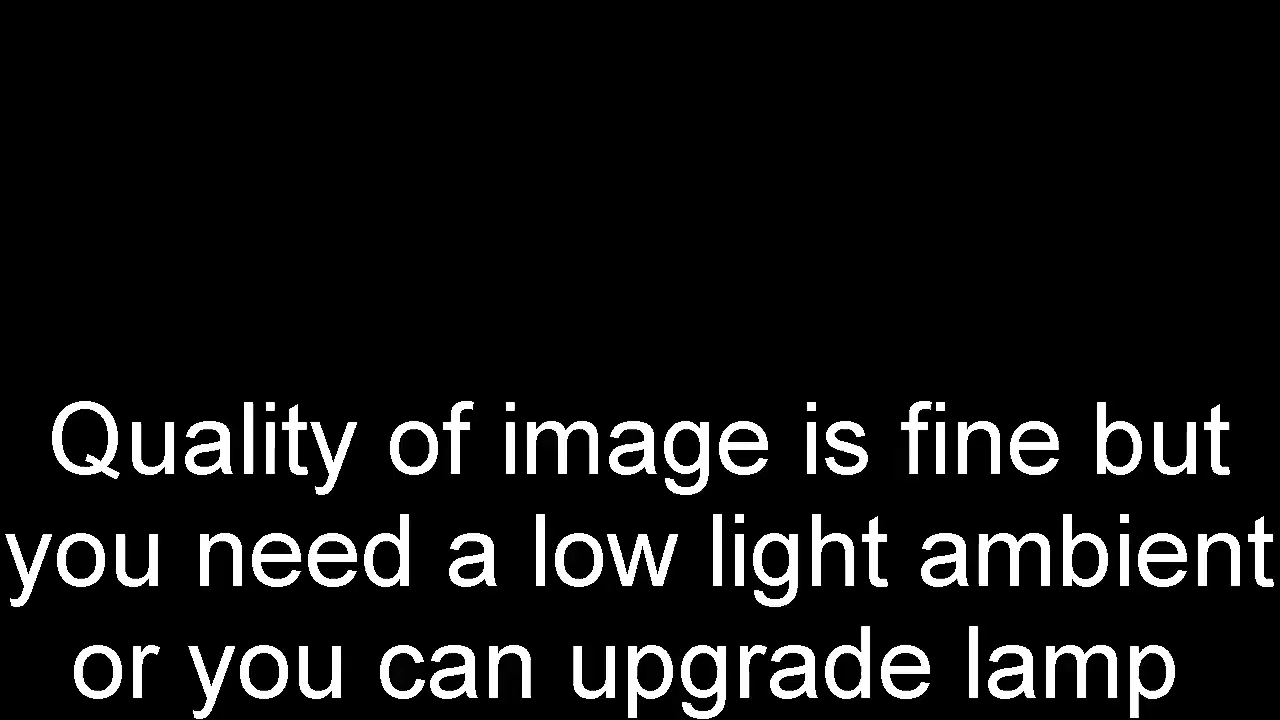 Quality of image is fine but
you need a low light ambient
or you can upgrade lamp